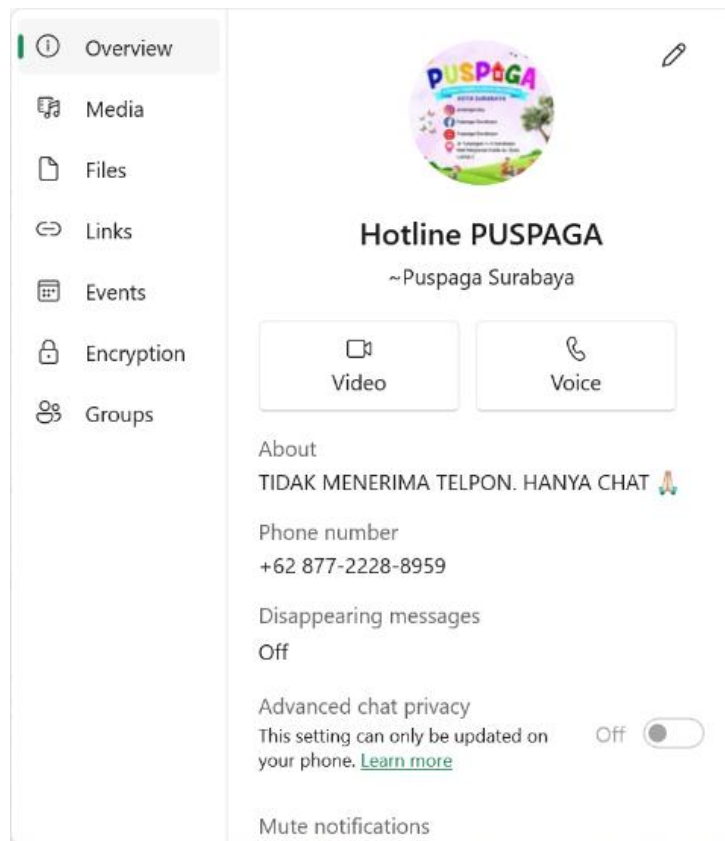 Overview
Media
Files
Links
Events
Encryption
Groups
PUSPAGA
KOTA SURABAYA
Hotline PUSPAGA
~Puspaga Surabaya
Video
Voice
About
TIDAK MENERIMA TELPON. HANYA CHAT 🙏🏻
Phone number
+62 877-2228-8959
Disappearing messages
Off
Advanced chat privacy
This setting can only be updated on
your phone. Learn more
Off
Mute notifications